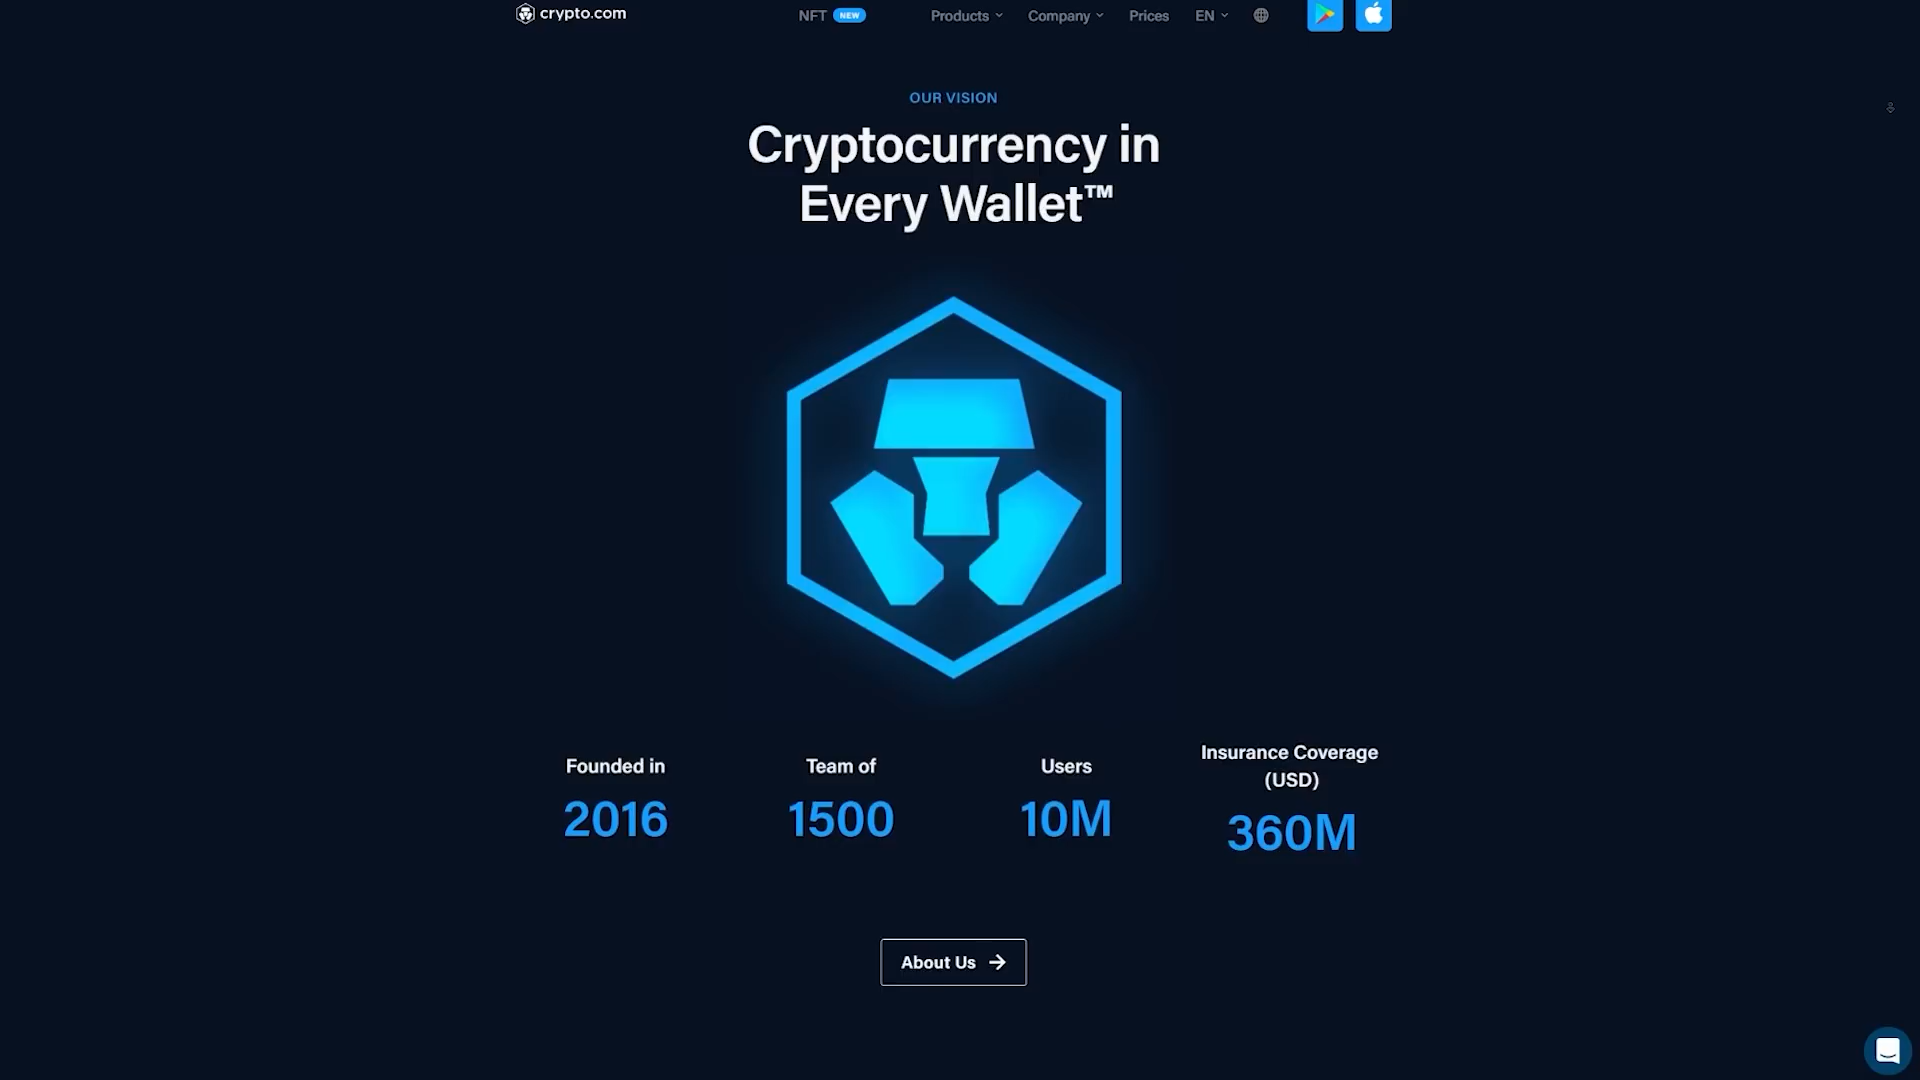 crypto.com
NFT NEW Products Company Prices EN
OUR VISION
Cryptocurrency in
Every Wallet™
Founded in
2016
Team of
1500
Users
10M
Insurance Coverage
(USD)
360M
About Us